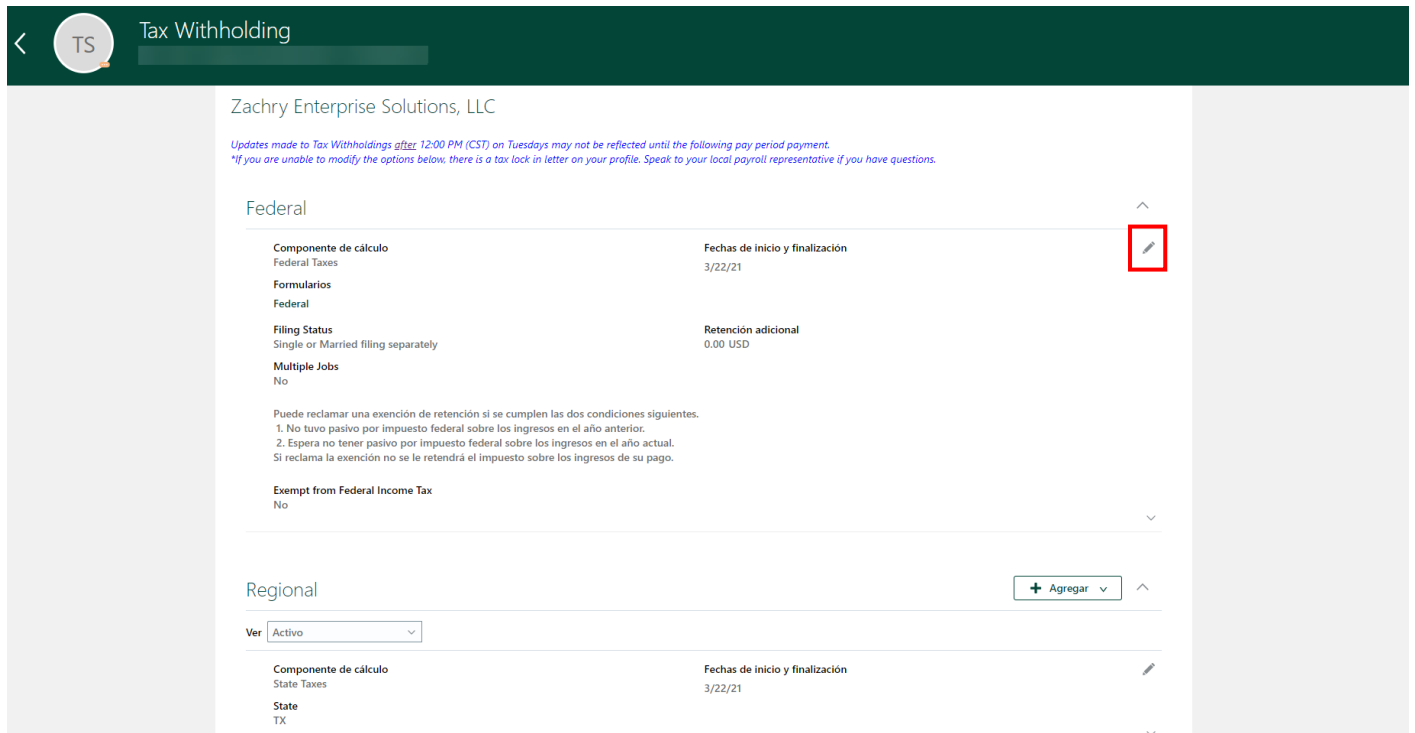 TS
Tax Withholding
Zachry Enterprise Solutions, LLC
Updates made to Tax Withholdings after 12:00 PM (CST) on Tuesdays may not be reflected until the following pay period payment.
*If you are unable to modify the options below, there is a tax lock in letter on your profile. Speak to your local payroll representative if you have questions.
Federal
Componente de cálculo
Federal Taxes
Fechas de inicio y finalización
3/22/21
Formularios
Federal
Filing Status
Single or Married filing separately
Retención adicional
0.00 USD
Multiple Jobs
No
Puede reclamar una exención de retención si se cumplen las dos condiciones siguientes.
1. No tuvo pasivo por impuesto federal sobre los ingresos en el año anterior.
2. Espera no tener pasivo por impuesto federal sobre los ingresos en el año actual.
Si reclama la exención no se le retendrá el impuesto sobre los ingresos de su pago.
Exempt from Federal Income Tax
No
Regional
+ Agregar
Ver Activo
Componente de cálculo
State Taxes
Fechas de inicio y finalización
3/22/21
State
TX